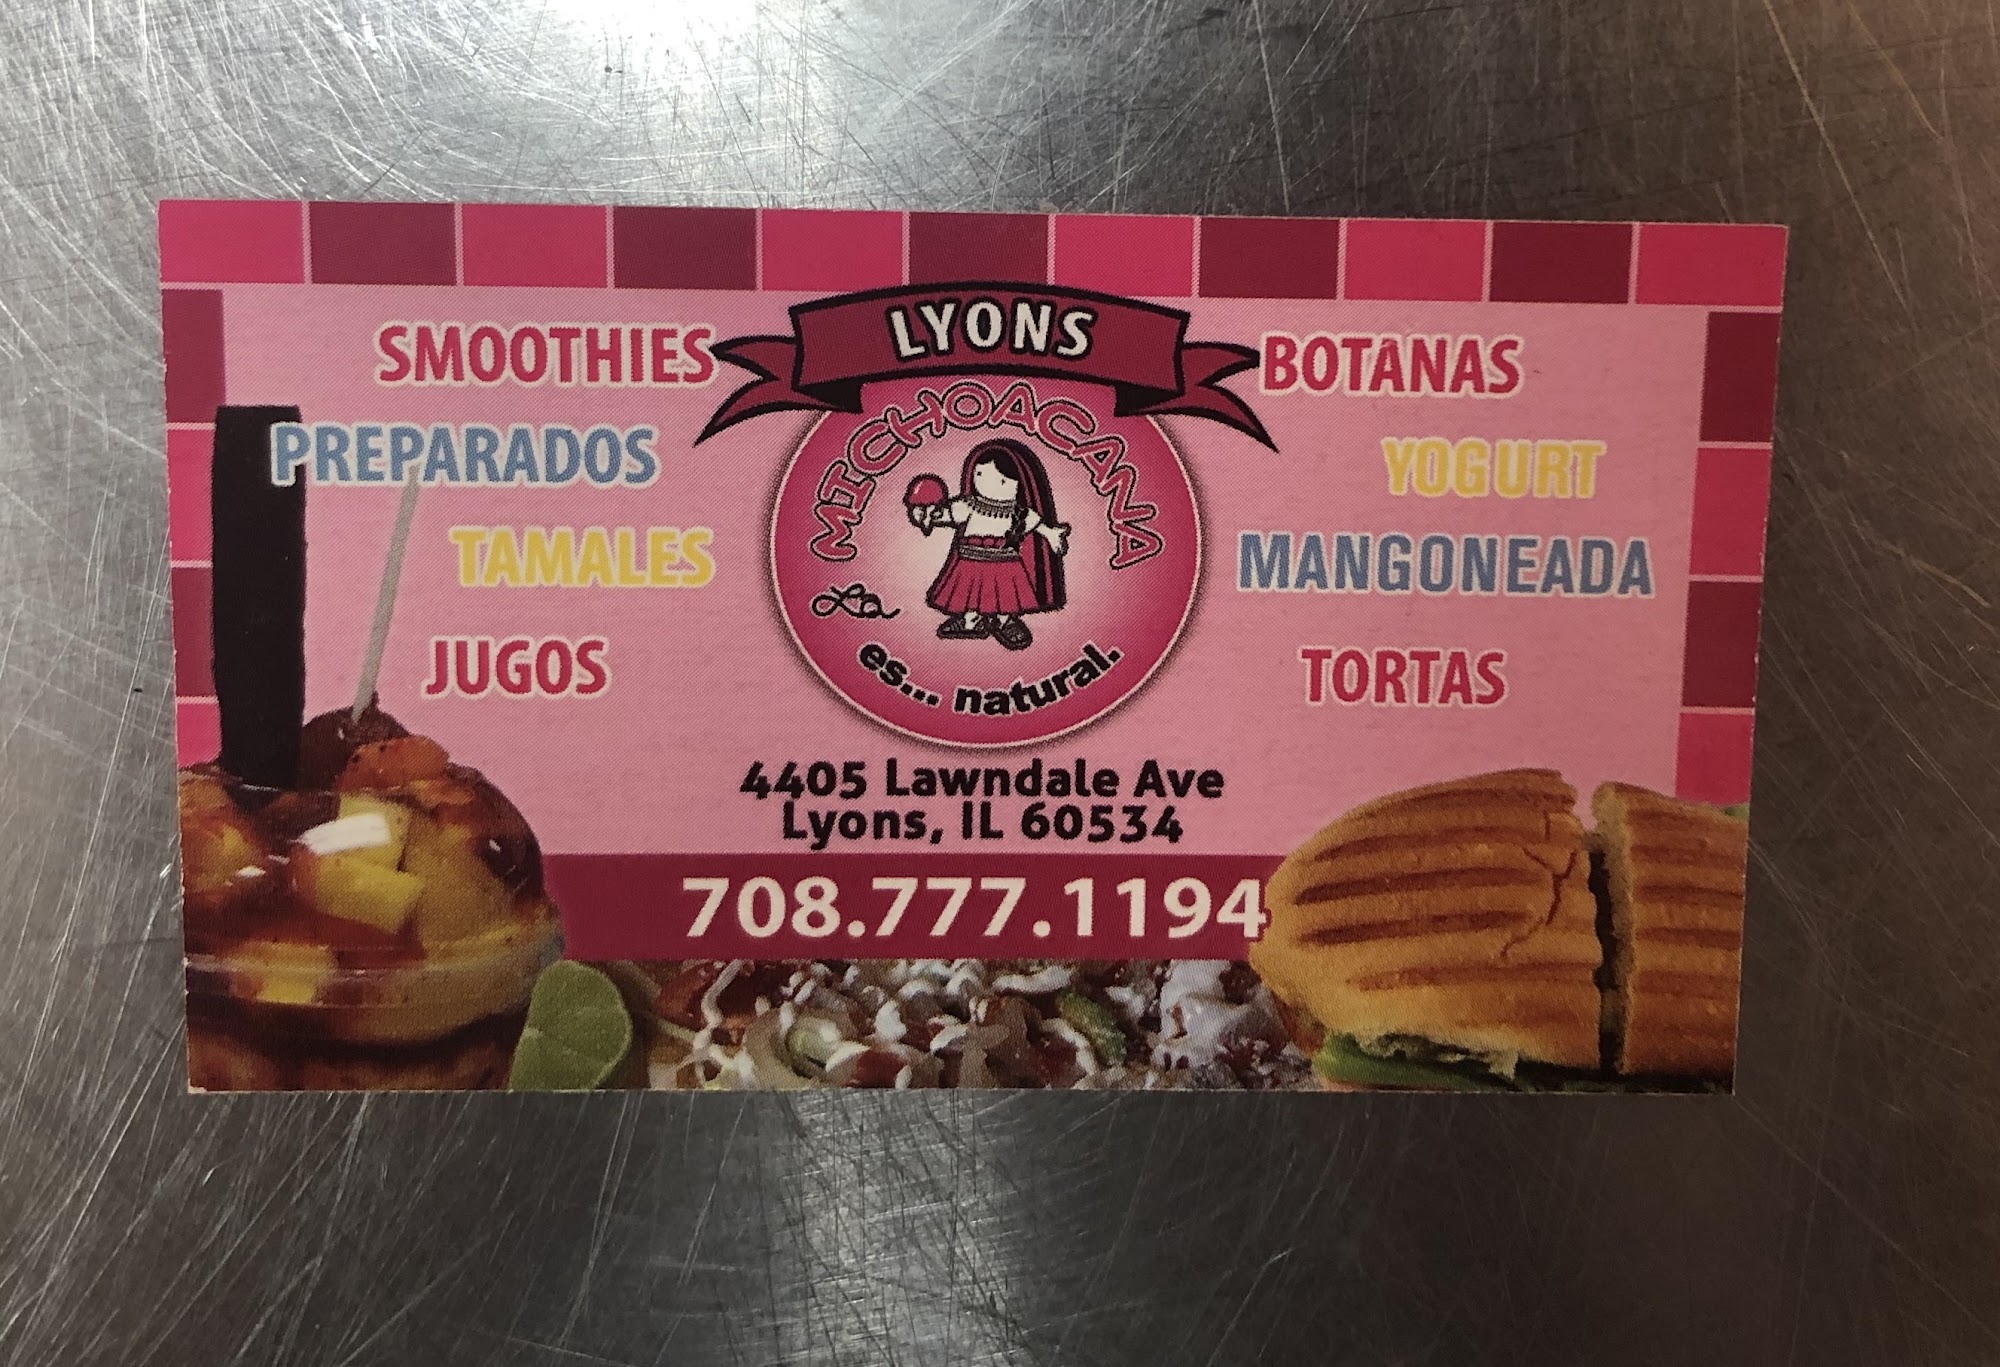 LYONS
MICHOACANA
La
es... natural.
SMOOTHIES
PREPARADOS
TAMALES
JUGOS
BOTANAS
YOGURT
MANGONEADA
TORTAS
4405 Lawndale Ave
Lyons, IL 60534
708.777.1194